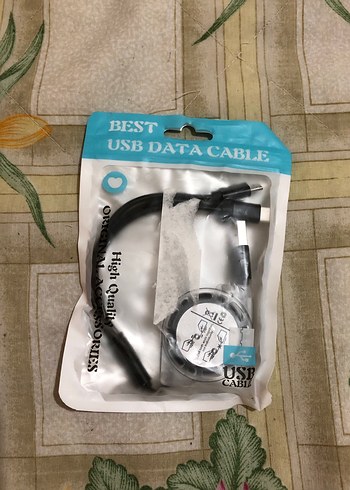 BEST
USB DATA CABLE
High Quality
ORIGINAL ACCESSORIES
USB
CABLE